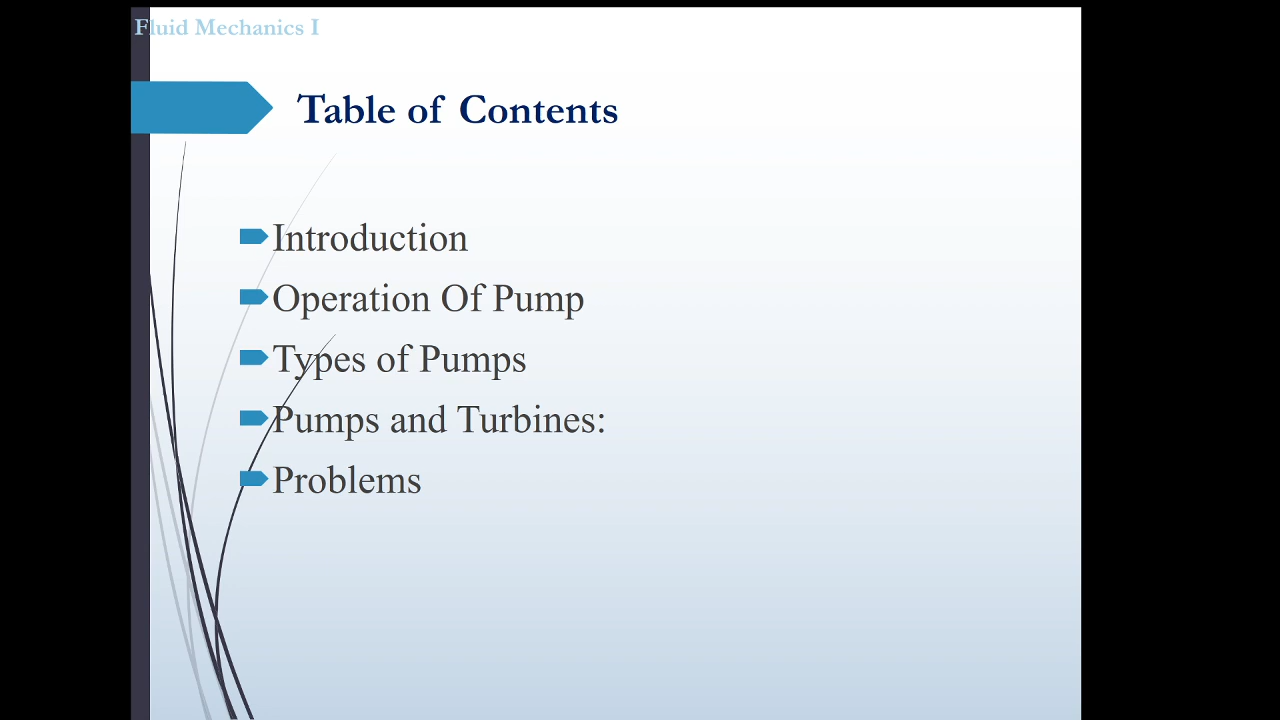 Fluid Mechanics I
Table of Contents
Introduction
Operation Of Pump
Types of Pumps
Pumps and Turbines:
Problems